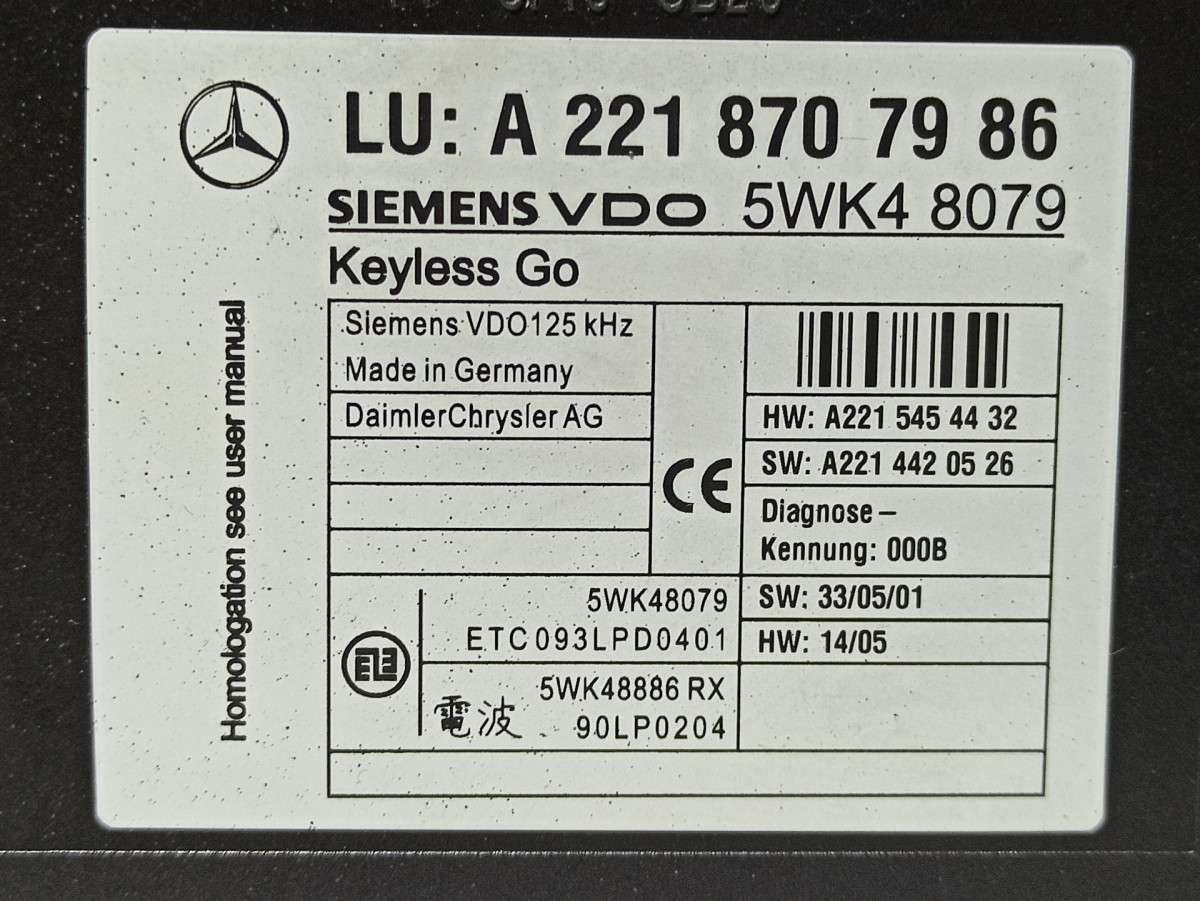 LU: A 221 870 79 86
SIEMENS VDO 5WK4 8079
Keyless Go
Homologation see user manual
Siemens VDO125 kHz
Made in Germany
DaimlerChrysler AG
CE
HW: A221 545 44 32
SW: A221 442 05 26
Diagnose –
Kennung: 000B
SW: 33/05/01
HW: 14/05
5WK48079
ETC093LPD0401
5WK48886 RX
電波 90LP0204